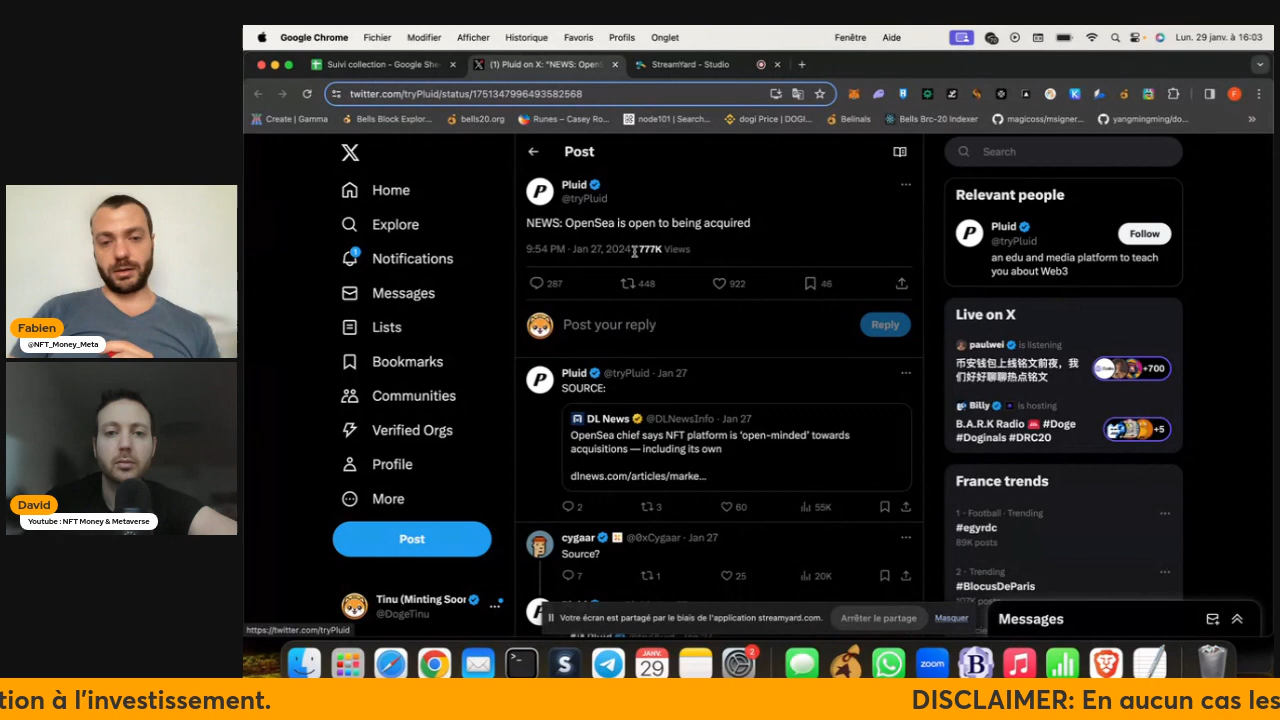 Google Chrome Fichier Modifier Afficher Historique Favoris Profils Onglet Fenêtre Aide Lun. 29 janv. à 16:03
Suivi collection - Google She (1) Pluid on X: "NEWS: Open StreamYard - Studio
twitter.com/tryPluid/status/1751347996493582568
Create | Gamma Bells Block Explor... bells20.org Runes – Casey Ro... node101 | Search... dogi Price | DOGI... Belinals Bells Brc-20 Indexer magicoss/msigner... yangmingming/do...
Home
Explore
1
Notifications
Messages
Lists
Bookmarks
Communities
Verified Orgs
Profile
More
Post
Tinu (Minting Soon
@DogeTinu
https://twitter.com/tryPluid
Post
Pluid
@tryPluid
NEWS: OpenSea is open to being acquired
9:54 PM · Jan 27, 2024 777K Views
287 448 922 46
Post your reply
Reply
Pluid @tryPluid · Jan 27
SOURCE:
DL News @DLNewsInfo · Jan 27
OpenSea chief says NFT platform is 'open-minded' towards
acquisitions — including its own
dlnews.com/articles/marke...
2 3 60 55K
cygaar @0xCygaar · Jan 27
Source?
7 1 25 20K
Votre écran est partagé par le biais de l'application streamyard.com. Arrêter le partage Masquer
Search
Relevant people
Pluid
@tryPluid
Follow
an edu and media platform to teach
you about Web3
Live on X
paulwei is listening
币安钱包上线铭文前夜，我
们好好聊聊热点铭文
+700
Billy is hosting
B.A.R.K Radio #Doge
#Doginals #DRC20
+5
France trends
1 · Football · Trending
#egyrdc
89K posts
2 · Trending
#BlocusDeParis
107K posts
Messages
JANV.
29
2
zoom
Fabien
@NFT_Money_Meta
David
Youtube : NFT Money & Metaverse
tion à l'investissement. DISCLAIMER: En aucun cas les